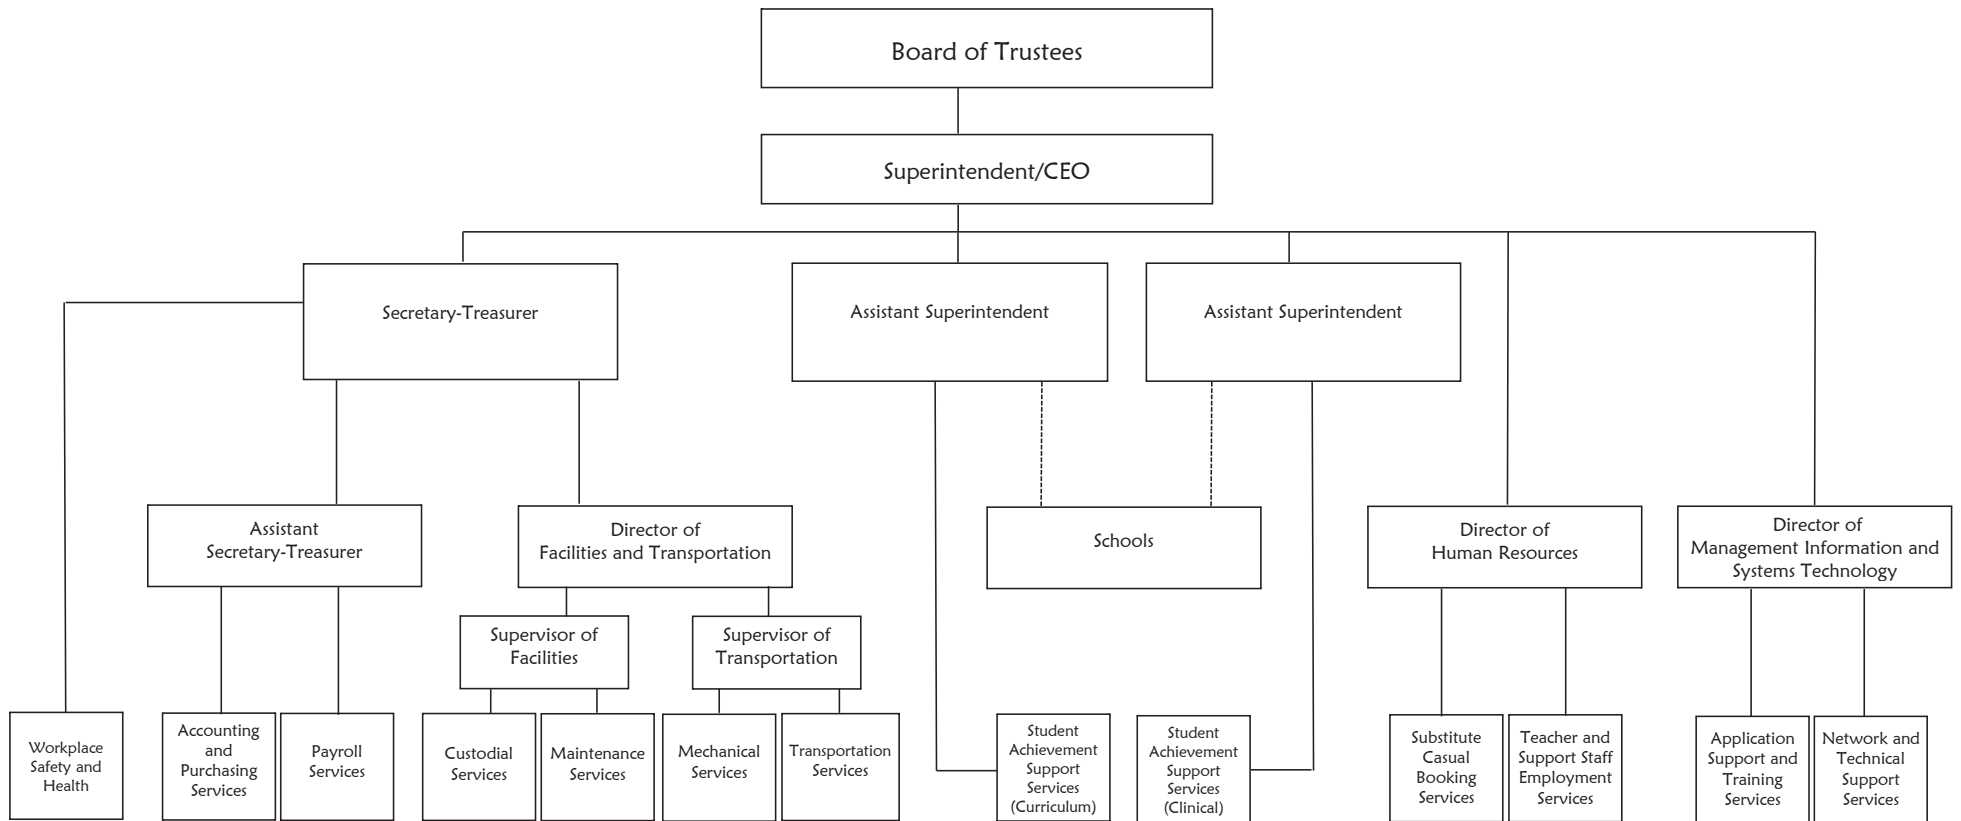 Board of Trustees
Superintendent/CEO
Secretary-Treasurer
Assistant Superintendent
Assistant Superintendent
Assistant
Secretary-Treasurer
Director of
Facilities and Transportation
Schools
Director of
Human Resources
Director of
Management Information and
Systems Technology
Supervisor of
Facilities
Supervisor of
Transportation
Workplace
Safety and
Health
Accounting
and
Purchasing
Services
Payroll
Services
Custodial
Services
Maintenance
Services
Mechanical
Services
Transportation
Services
Student
Achievement
Support
Services
(Curriculum)
Student
Achievement
Support
Services
(Clinical)
Substitute
Casual
Booking
Services
Teacher and
Support Staff
Employment
Services
Application
Support and
Training
Services
Network and
Technical
Support
Services